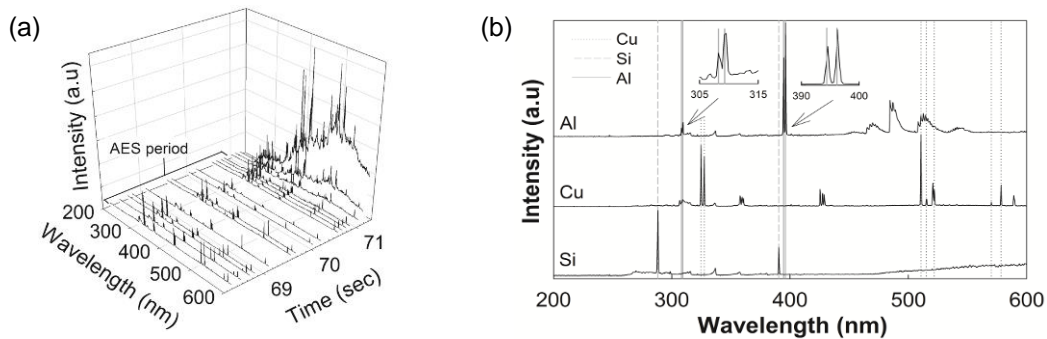 (a)
Intensity (a.u)
AES period
200
300
400
500
600
Wavelength (nm)
69
70
71
Time (sec)
(b)
Intensity (a.u)
Cu
Si
Al
305 315
390 400
Al
Cu
Si
200 300 400 500 600
Wavelength (nm)